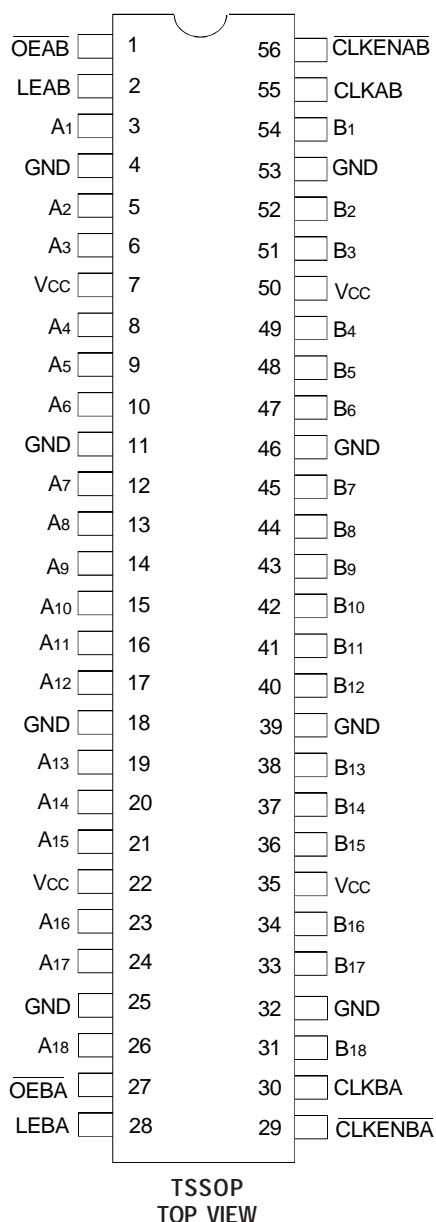 OEAB 1 56 CLKENAB
LEAB 2 55 CLKAB
A1 3 54 B1
GND 4 53 GND
A2 5 52 B2
A3 6 51 B3
VCC 7 50 VCC
A4 8 49 B4
A5 9 48 B5
A6 10 47 B6
GND 11 46 GND
A7 12 45 B7
A8 13 44 B8
A9 14 43 B9
A10 15 42 B10
A11 16 41 B11
A12 17 40 B12
GND 18 39 GND
A13 19 38 B13
A14 20 37 B14
A15 21 36 B15
VCC 22 35 VCC
A16 23 34 B16
A17 24 33 B17
GND 25 32 GND
A18 26 31 B18
OEBA 27 30 CLKBA
LEBA 28 29 CLKENBA
TSSOP
TOP VIEW